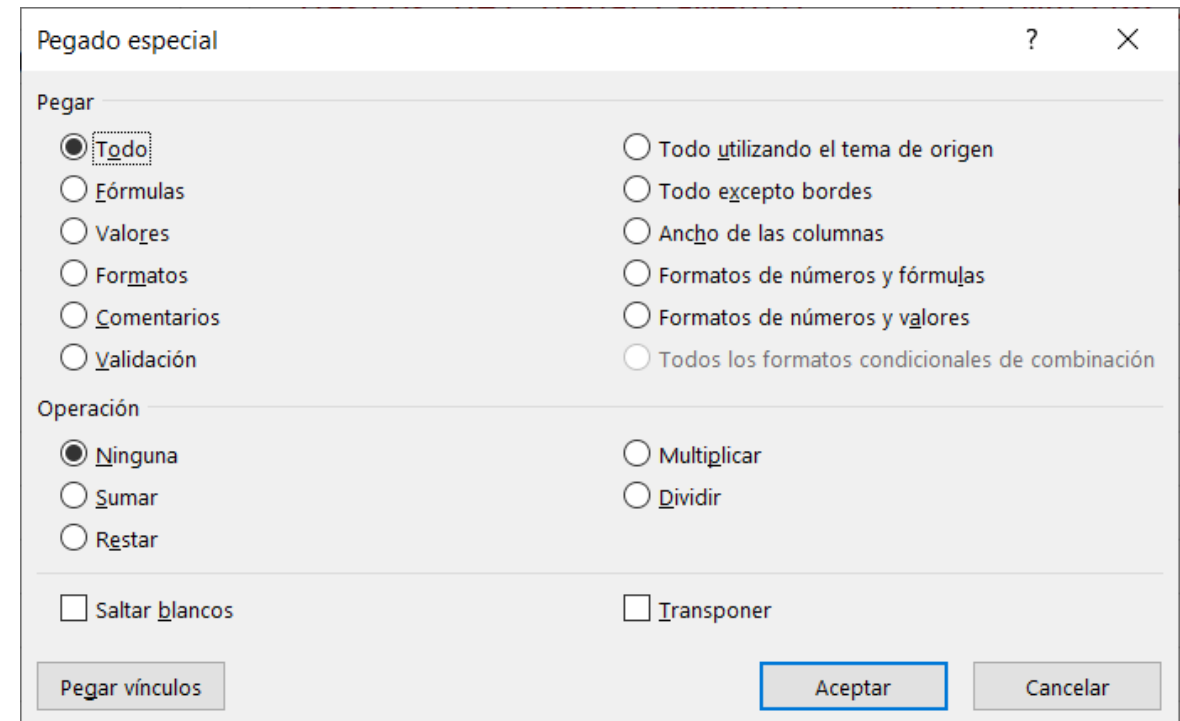 Pegado especial ?
Pegar
Todo
Todo utilizando el tema de origen
Fórmulas
Todo excepto bordes
Valores
Ancho de las columnas
Formatos
Formatos de números y fórmulas
Comentarios
Formatos de números y valores
Validación
Todos los formatos condicionales de combinación
Operación
Ninguna
Multiplicar
Sumar
Dividir
Restar
Saltar blancos
Transponer
Pegar vínculos
Aceptar
Cancelar